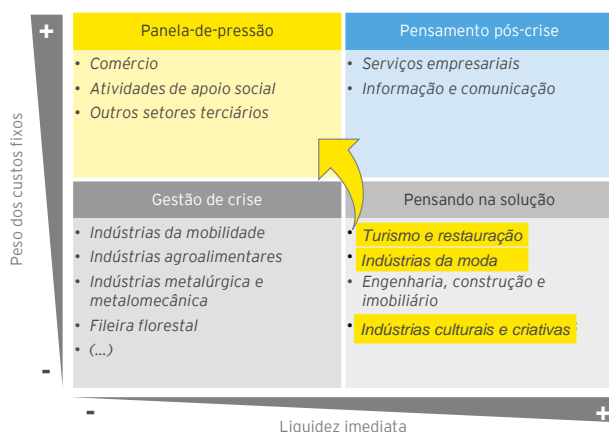 +
Panela-de-pressão
Pensamento pós-crise
• Comércio
• Atividades de apoio social
• Outros setores terciários
• Serviços empresariais
• Informação e comunicação
Peso dos custos fixos
Gestão de crise
Pensando na solução
• Indústrias da mobilidade
• Indústrias agroalimentares
• Indústrias metalúrgica e
metalomecânica
• Fileira florestal
• (...)
• Turismo e restauração
• Indústrias da moda
• Engenharia, construção e
imobiliário
• Indústrias culturais e criativas
-
-
+
Liquidez imediata